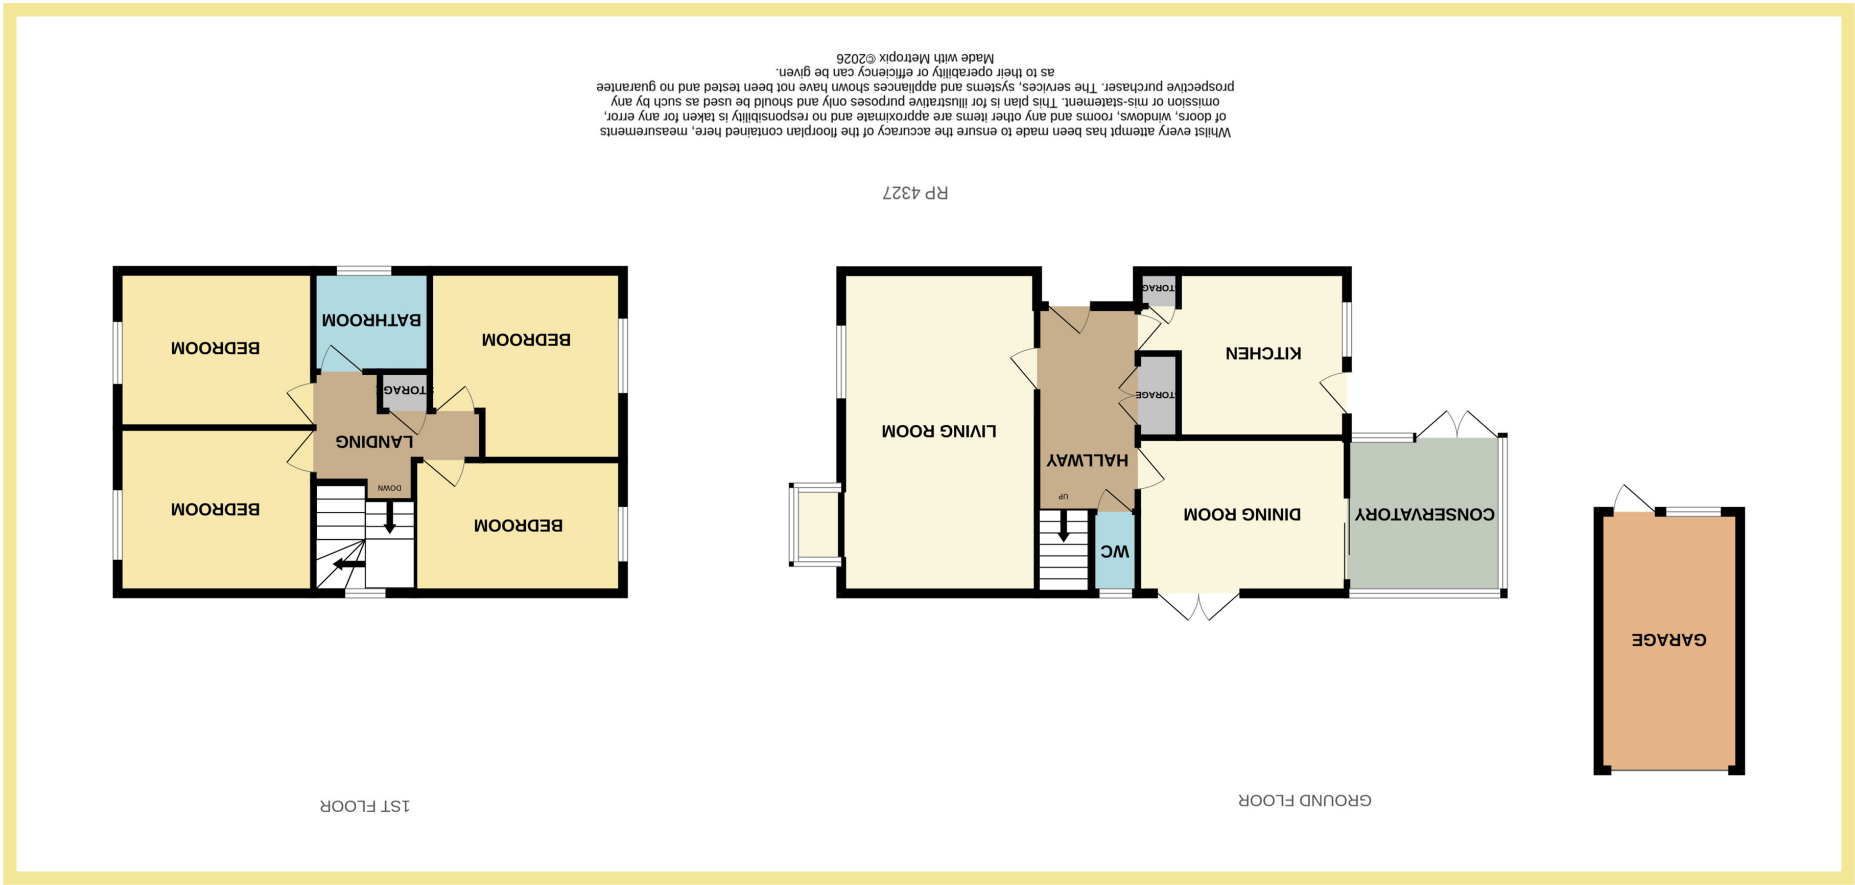 GROUND FLOOR
1ST FLOOR
GARAGE
CONSERVATORY
DINING ROOM
WC
UP
HALLWAY
LIVING ROOM
STORAGE
KITCHEN
STORAGE
BEDROOM
BEDROOM
DOWN
LANDING
STORAGE
BEDROOM
BATHROOM
BEDROOM
RP 4327
Whilst every attempt has been made to ensure the accuracy of the floorplan contained here, measurements
of doors, windows, rooms and any other items are approximate and no responsibility is taken for any error,
omission or mis-statement. This plan is for illustrative purposes only and should be used as such by any
prospective purchaser. The services, systems and appliances shown have not been tested and no guarantee
as to their operability or efficiency can be given.
Made with Metropix ©2026